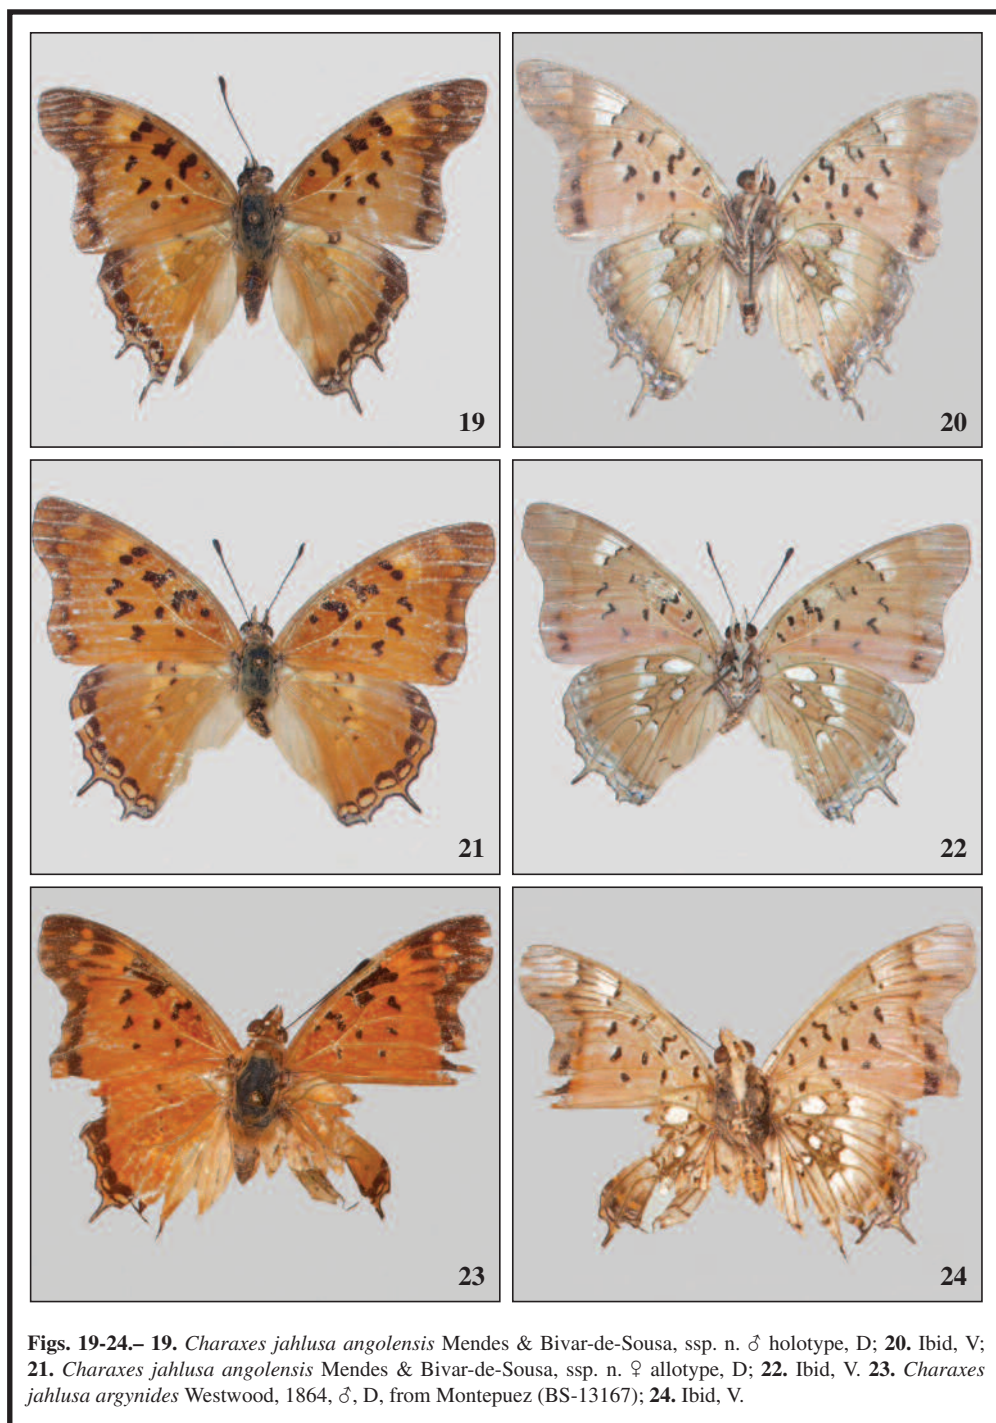 19
20
21
22
23
24
Figs. 19-24.– 19. Charaxes jahlusa angolensis Mendes & Bivar-de-Sousa, ssp. n. ♂ holotype, D; 20. Ibid, V;
21. Charaxes jahlusa angolensis Mendes & Bivar-de-Sousa, ssp. n. ♀ allotype, D; 22. Ibid, V. 23. Charaxes
jahlusa argynides Westwood, 1864, ♂, D, from Montepuez (BS-13167); 24. Ibid, V.